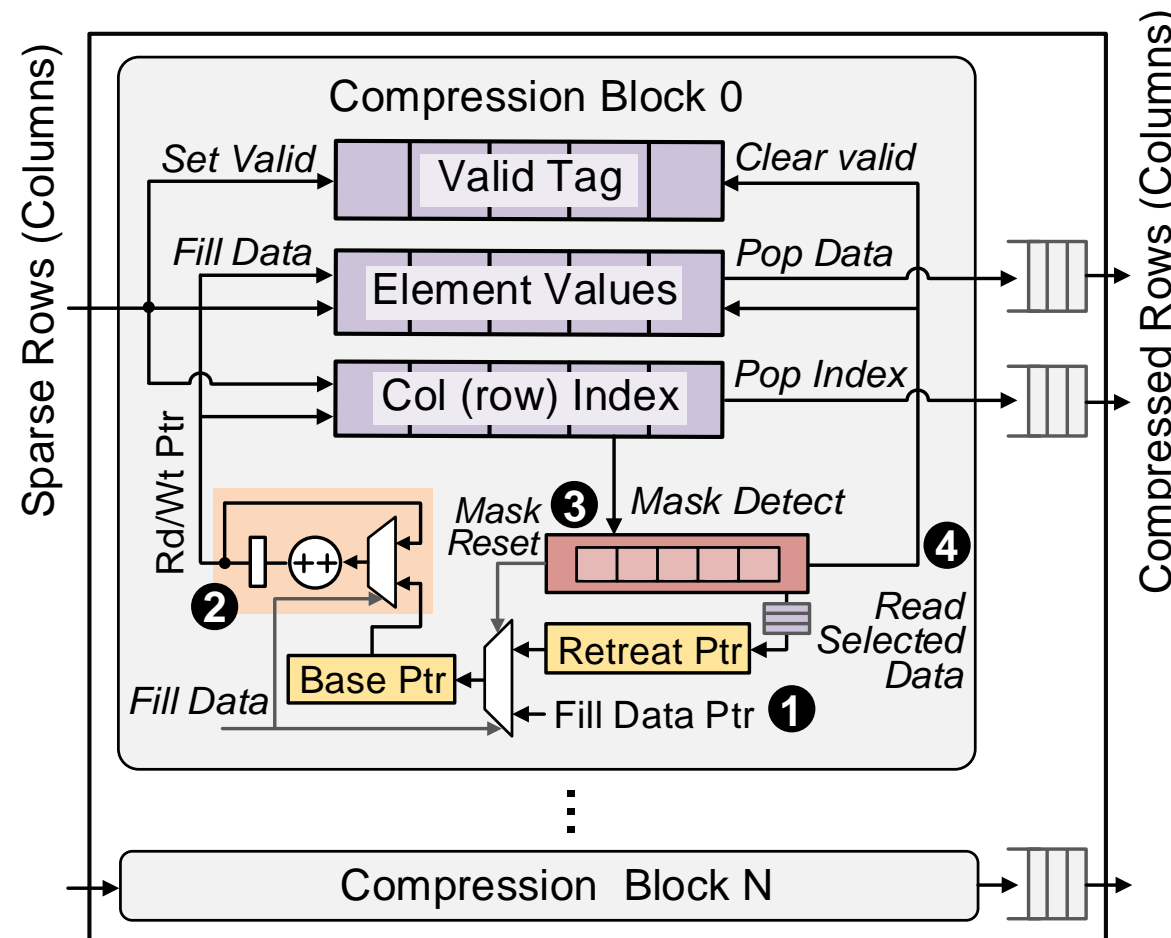 Sparse Rows (Columns)
Compression Block 0
Set Valid
Valid Tag
Clear valid
Fill Data
Element Values
Pop Data
Col (row) Index
Pop Index
Rd/Wt Ptr
Mask
Reset
3
Mask Detect
4
++
2
Read
Selected
Data
Retreat Ptr
Base Ptr
Fill Data
Fill Data Ptr
1
Compression Block N
Compressed Rows (Columns)